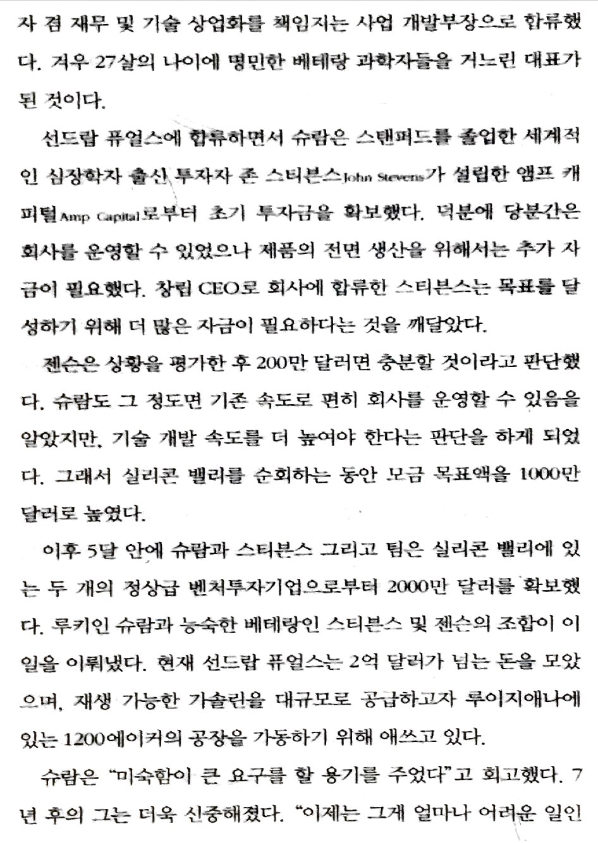 자 겸 재무 및 기술 상업화를 책임지는 사업 개발부장으로 합류했
다. 겨우 27살의 나이에 명민한 베테랑 과학자들을 거느린 대표가
된 것이다.
선드랍 퓨얼스에 합류하면서 슈람은 스탠퍼드를 졸업한 세계적
인 심장학자 출신 투자자 존 스티븐스John Stevens가 설립한 앰프 캐
피털Amp Capital로부터 초기 투자금을 확보했다. 덕분에 당분간은
회사를 운영할 수 있었으나 제품의 전면 생산을 위해서는 추가 자
금이 필요했다. 창립 CEO로 회사에 합류한 스티븐스는 목표를 달
성하기 위해 더 많은 자금이 필요하다는 것을 깨달았다.
젠슨은 상황을 평가한 후 200만 달러면 충분할 것이라고 판단했
다. 슈람도 그 정도면 기존 속도로 편히 회사를 운영할 수 있음을
알았지만, 기술 개발 속도를 더 높여야 한다는 판단을 하게 되었
다. 그래서 실리콘 밸리를 순회하는 동안 모금 목표액을 1000만
달러로 높였다.
이후 5달 안에 슈람과 스티븐스 그리고 팀은 실리콘 밸리에 있
는 두 개의 정상급 벤처투자기업으로부터 2000만 달러를 확보했
다. 루키인 슈람과 능숙한 베테랑인 스티븐스 및 젠슨의 조합이 이
일을 이뤄냈다. 현재 선드랍 퓨얼스는 2억 달러가 넘는 돈을 모았
으며, 재생 가능한 가솔린을 대규모로 공급하고자 루이지애나에
있는 1200에이커의 공장을 가동하기 위해 애쓰고 있다.
슈람은 “미숙함이 큰 요구를 할 용기를 주었다”고 회고했다. 7
년 후의 그는 더욱 신중해졌다. “이제는 그게 얼마나 어려운 일인